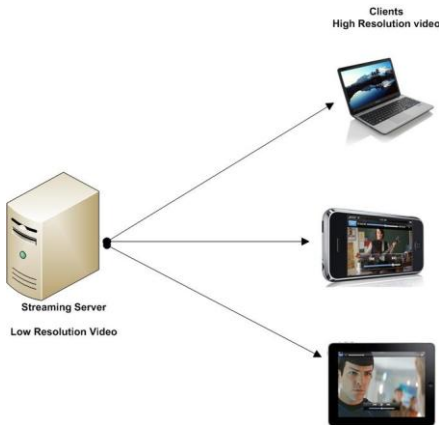 Clients
High Resolution video
Streaming Server
Low Resolution Video